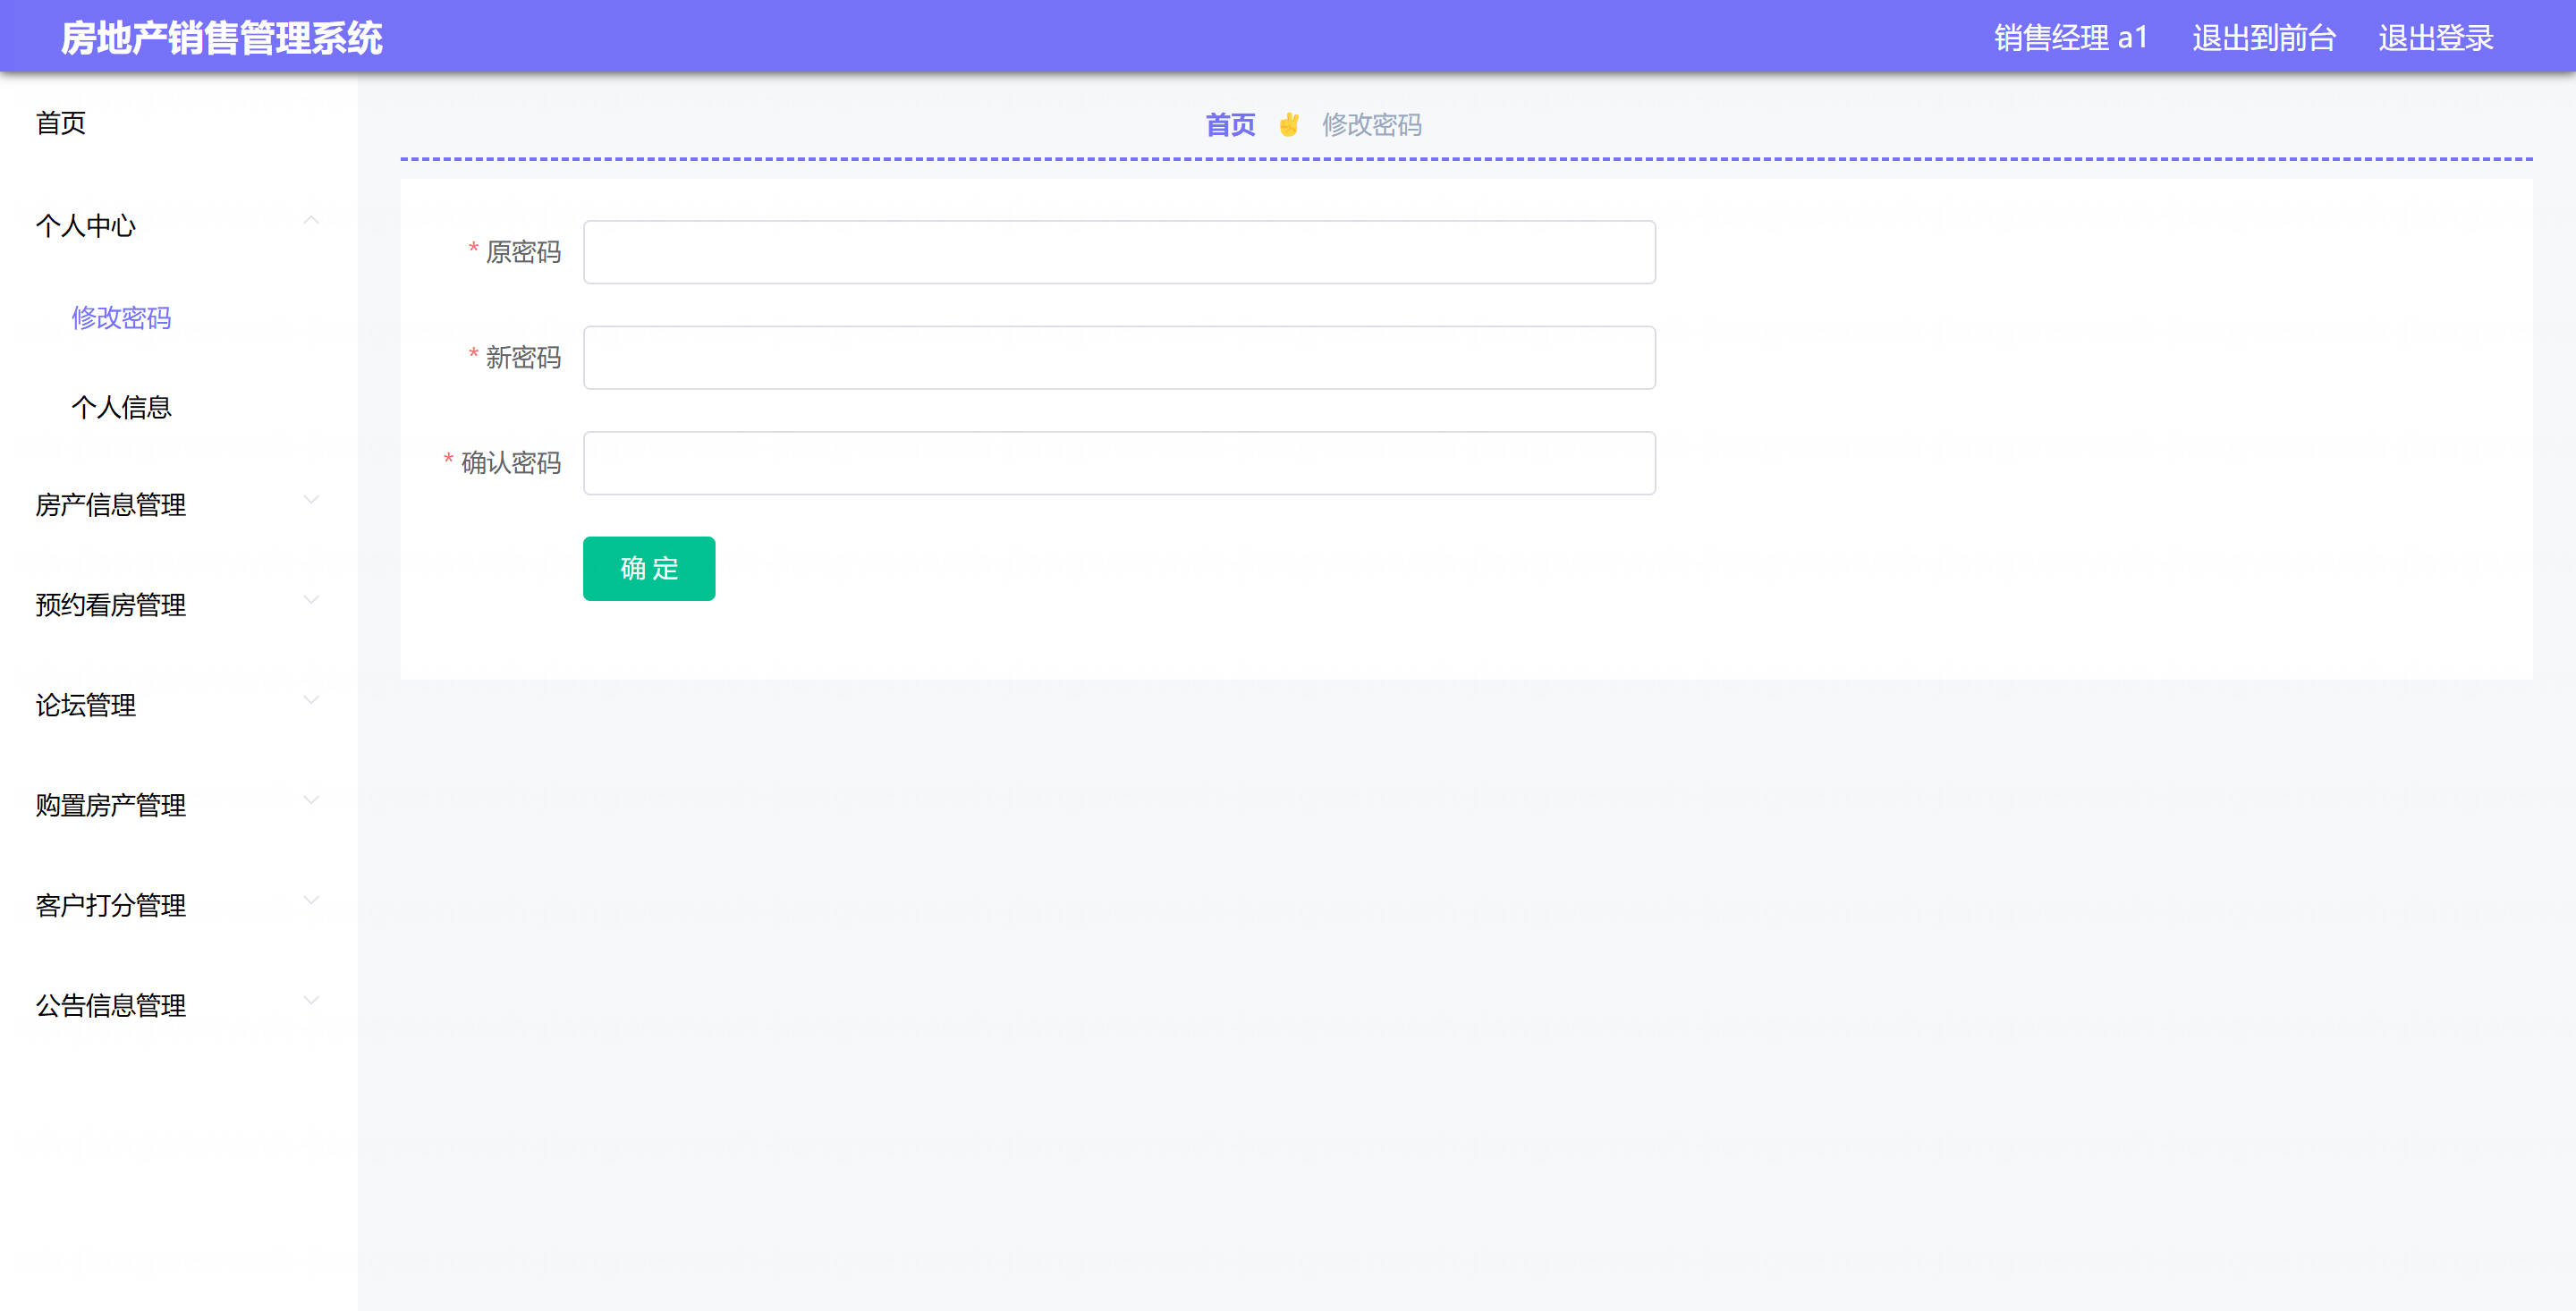 房地产销售管理系统
销售经理 a1 退出到前台 退出登录
首页
个人中心
修改密码
个人信息
房产信息管理
预约看房管理
论坛管理
购置房产管理
客户打分管理
公告信息管理
首页 ✌ 修改密码
* 原密码
* 新密码
* 确认密码
确 定